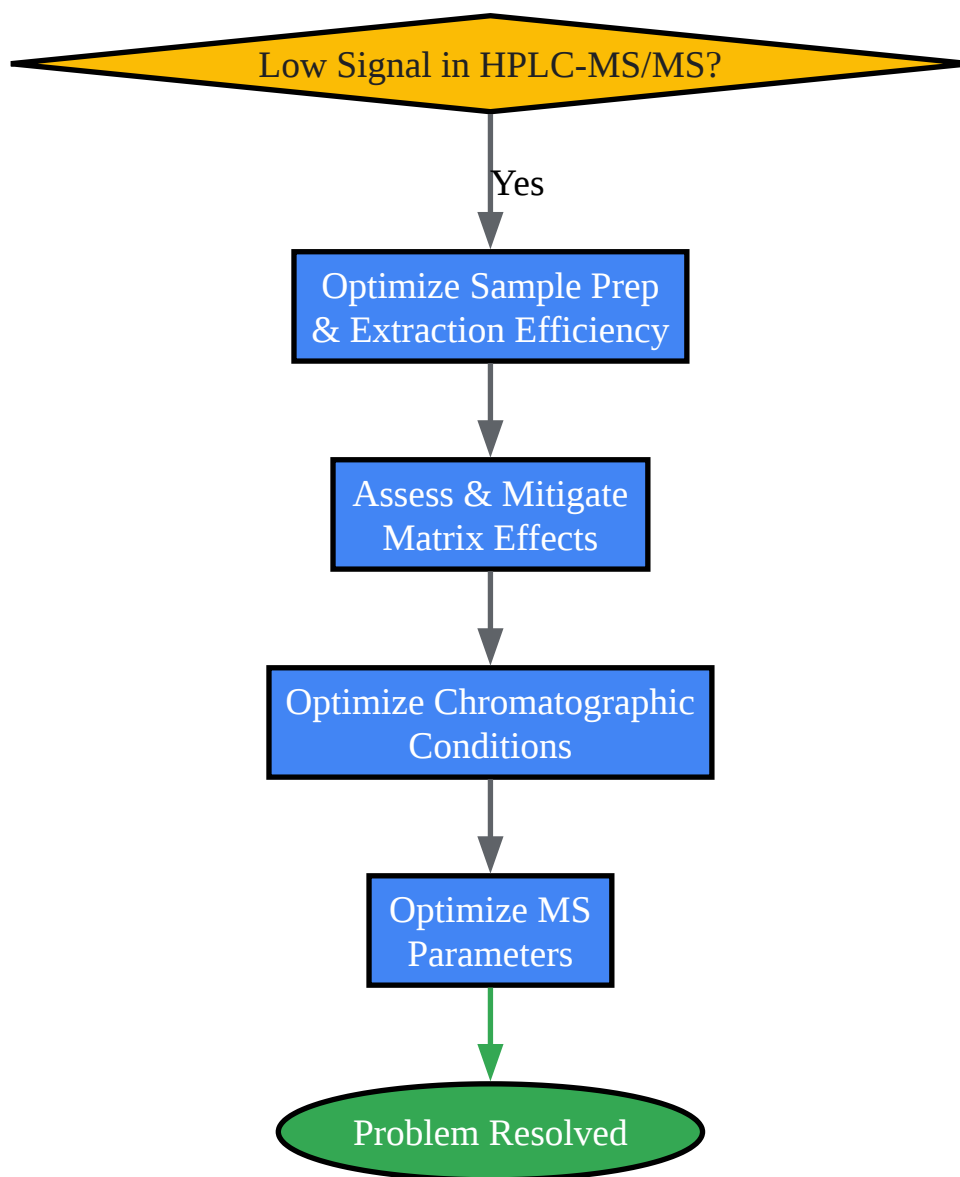 Low Signal in HPLC-MS/MS?
Yes
Optimize Sample Prep
& Extraction Efficiency
Assess & Mitigate
Matrix Effects
Optimize Chromatographic
Conditions
Optimize MS
Parameters
Problem Resolved